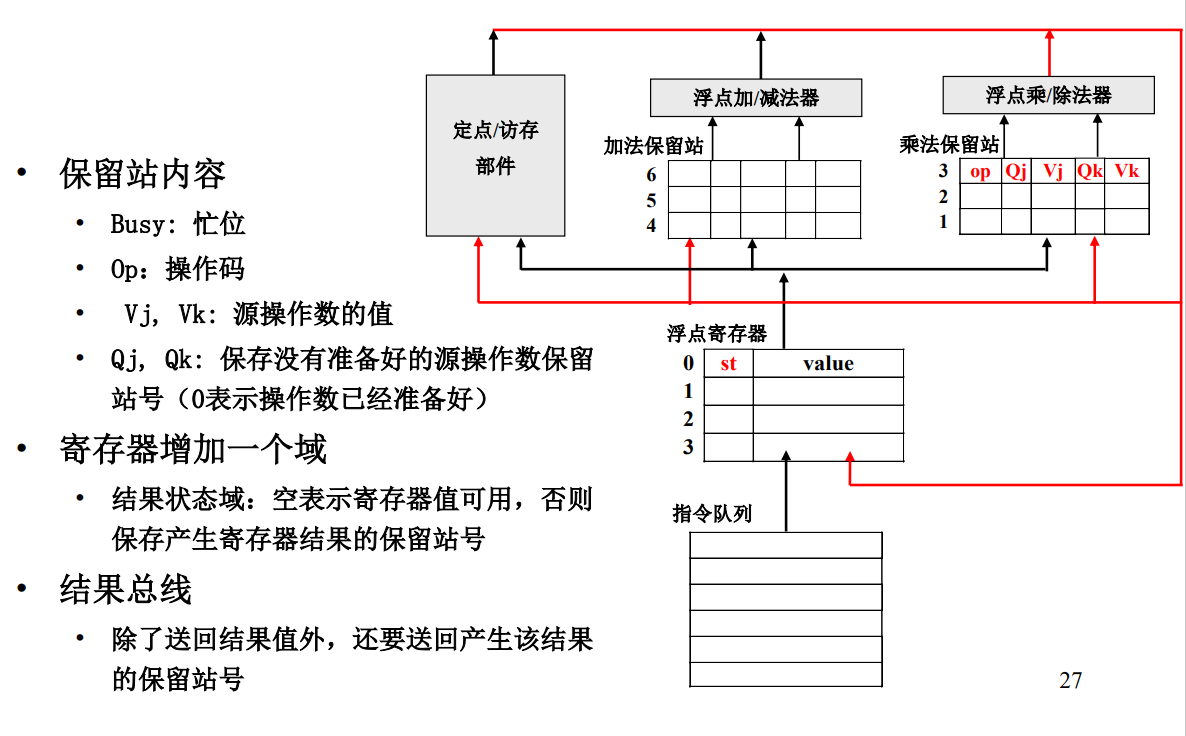 • 保留站内容
• Busy: 忙位
• Op：操作码
• Vj, Vk: 源操作数的值
• Qj, Qk: 保存没有准备好的源操作数保留
站号（0表示操作数已经准备好）
• 寄存器增加一个域
• 结果状态域：空表示寄存器值可用，否则
保存产生寄存器结果的保留站号
• 结果总线
• 除了送回结果值外，还要送回产生该结果
的保留站号
定点/访存
部件
浮点加/减法器
浮点乘/除法器
加法保留站
6
5
4
乘法保留站
3 op Qj Vj Qk Vk
2
1
浮点寄存器
0 st value
1
2
3
指令队列
27